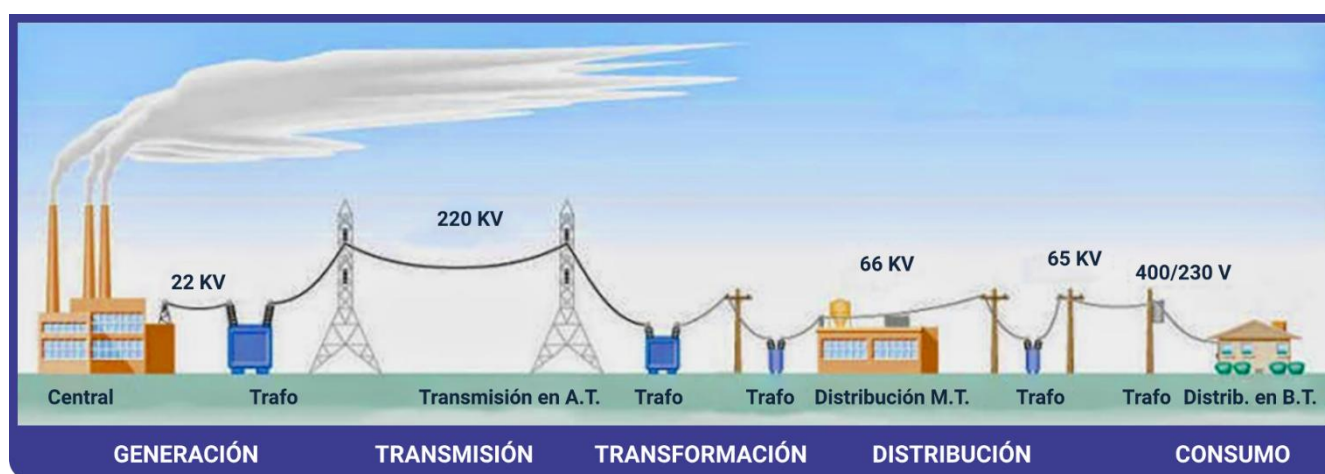 220 KV
22 KV
66 KV
65 KV
400/230 V
Central
Trafo
Transmisión en A.T.
Trafo
Trafo
Distribución M.T.
Trafo
Trafo
Distrib. en B.T.
GENERACIÓN
TRANSMISIÓN
TRANSFORMACIÓN
DISTRIBUCIÓN
CONSUMO